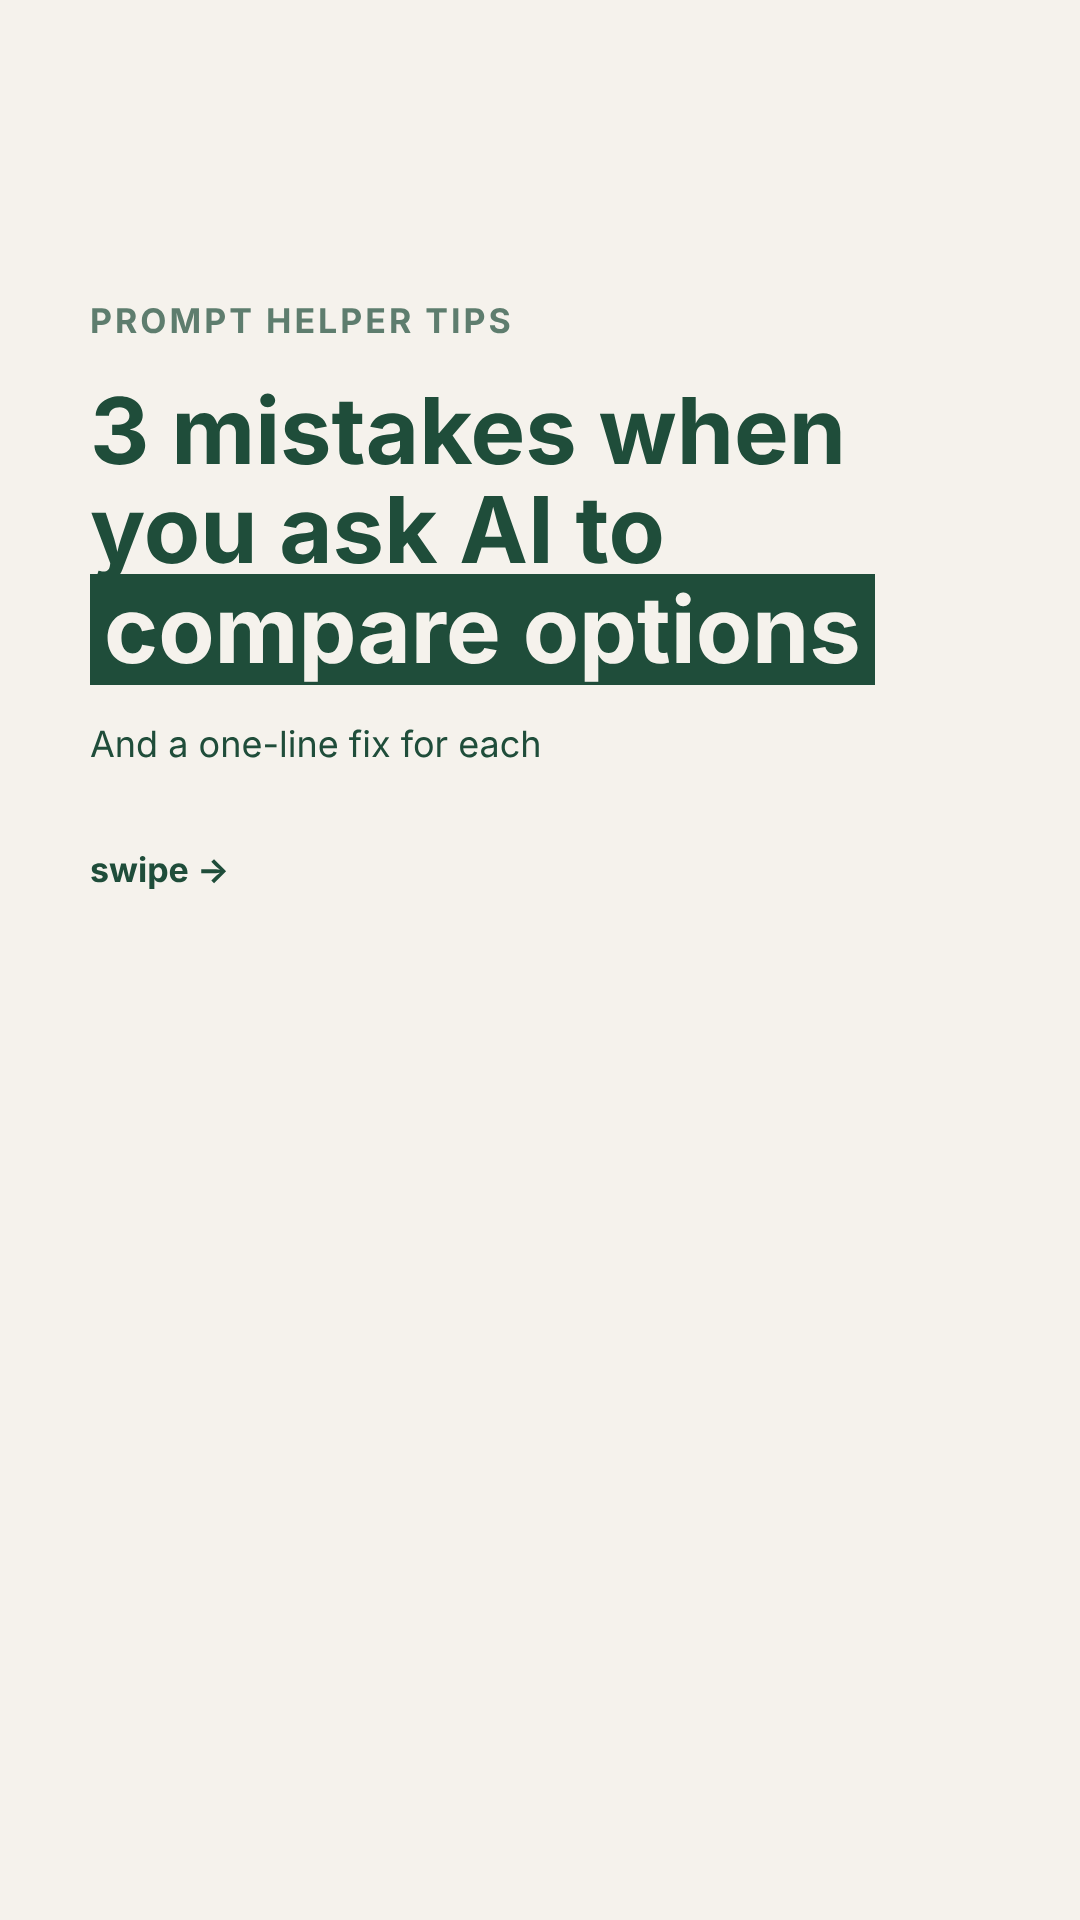 PROMPT HELPER TIPS
3 mistakes when
you ask AI to
compare options
And a one-line fix for each
swipe →